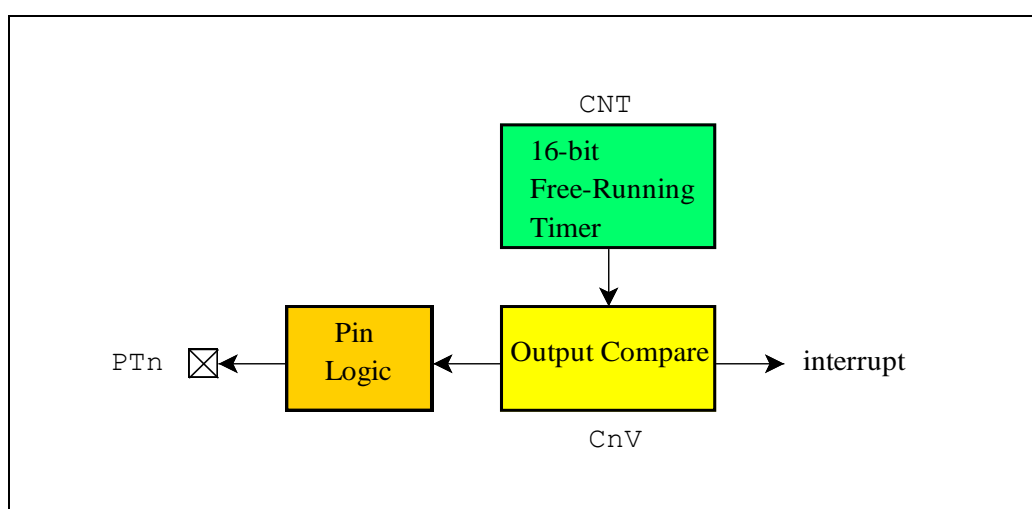 CNT
16-bit
Free-Running
Timer
Pin
Logic
Output Compare
PTn
interrupt
CnV